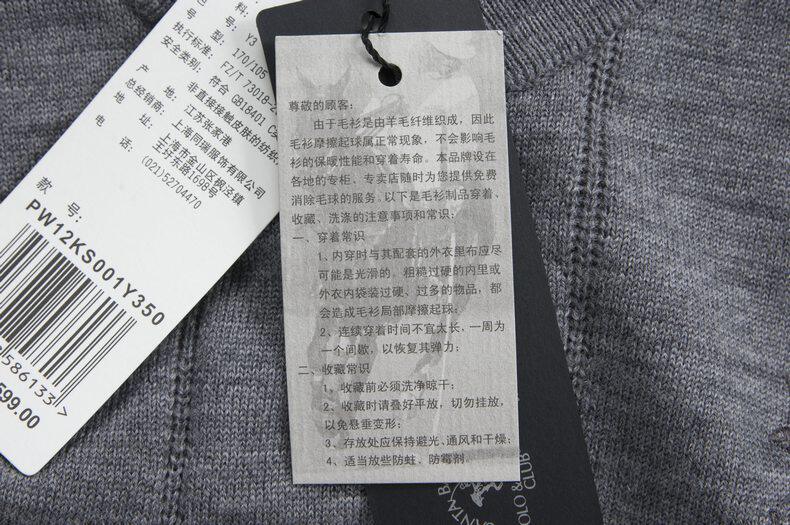 料:
色 号: Y3
号 型: 170/105
执行标准: FZ/T 73018-2
安全类别: 符合 GB18401 C类
非直接接触皮肤的纺织
产 地: 江苏张家港
总经销商: 上海同瑞服饰有限公司
地 址: 上海市金山区枫泾镇
王圩东路1698号
电 话: (021)52704470
款 号:
PW12KS001Y350
586133
599.00
尊敬的顾客：
由于毛衫是由羊毛纤维织成，因此
毛衫摩擦起球属正常现象，不会影响毛
衫的保暖性能和穿着寿命。本品牌设在
各地的专柜、专卖店随时为您提供免费
消除毛球的服务。以下是毛衫制品穿着、
收藏、洗涤的注意事项和常识：
一、穿着常识
1、内穿时与其配套的外衣里布应尽
可能是光滑的，粗糙过硬的内里或
外衣内袋装过硬、过多的物品，都
会造成毛衫局部摩擦起球；
2、连续穿着时间不宜太长，一周为
一个间歇，以恢复其弹力；
二、收藏常识
1、收藏前必须洗净晾干；
2、收藏时请叠好平放，切勿挂放，
以免悬垂变形；
3、存放处应保持避光、通风和干燥；
4、适当放些防蛀、防霉剂。
SANTA B
POLO & CLUB